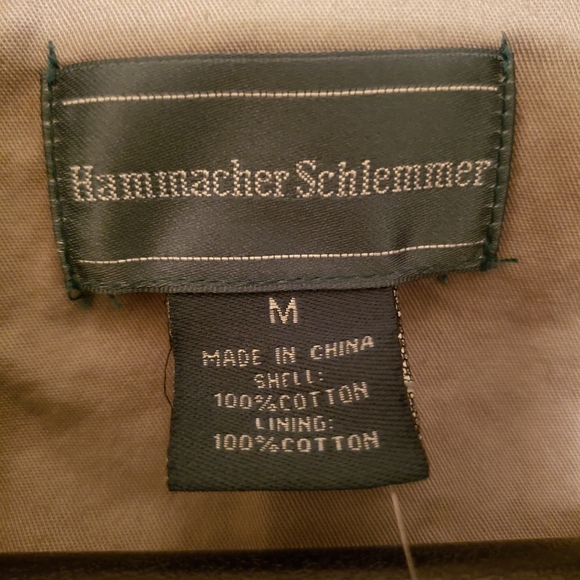 Hammacher Schlemmer
M
MADE IN CHINA
SHELL:
100%COTTON
LINING:
100%COTTON